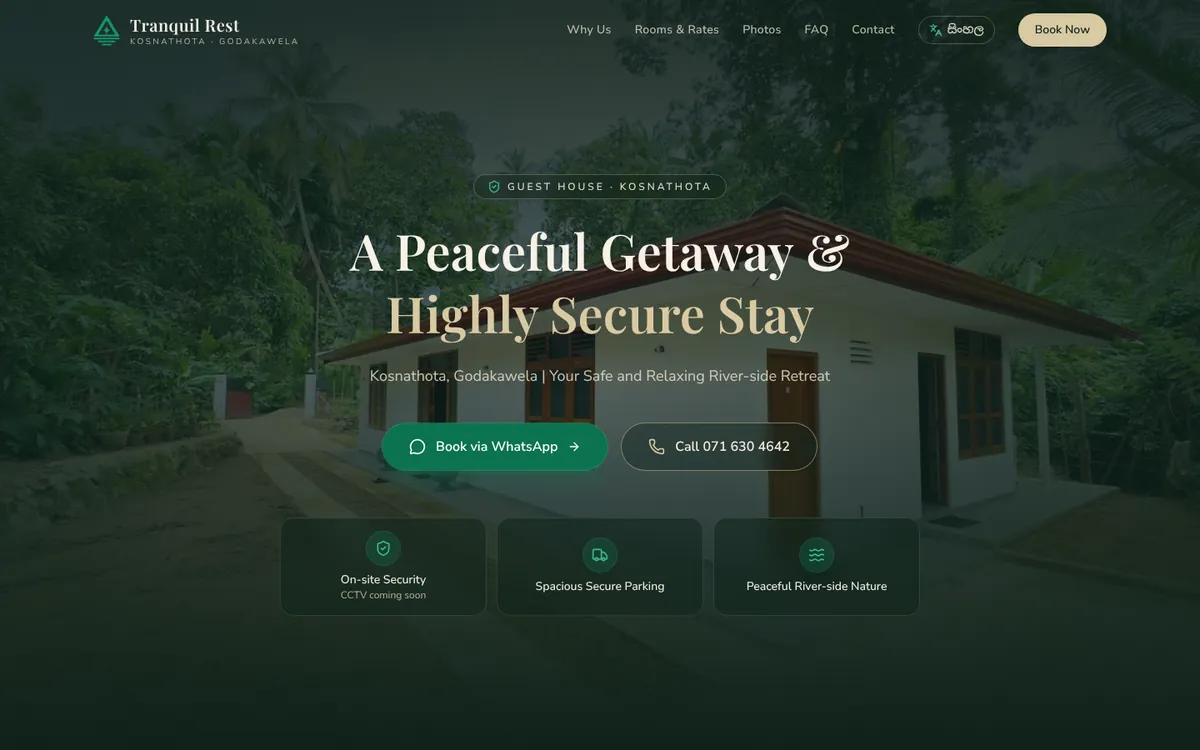 Tranquil Rest
KOSNATHOTA · GODAKAWELA
Why Us
Rooms & Rates
Photos
FAQ
Contact
සිංහල
Book Now
GUEST HOUSE · KOSNATHOTA
A Peaceful Getaway &
Highly Secure Stay
Kosnathota, Godakawela | Your Safe and Relaxing River-side Retreat
Book via WhatsApp
Call 071 630 4642
On-site Security
CCTV coming soon
Spacious Secure Parking
Peaceful River-side Nature